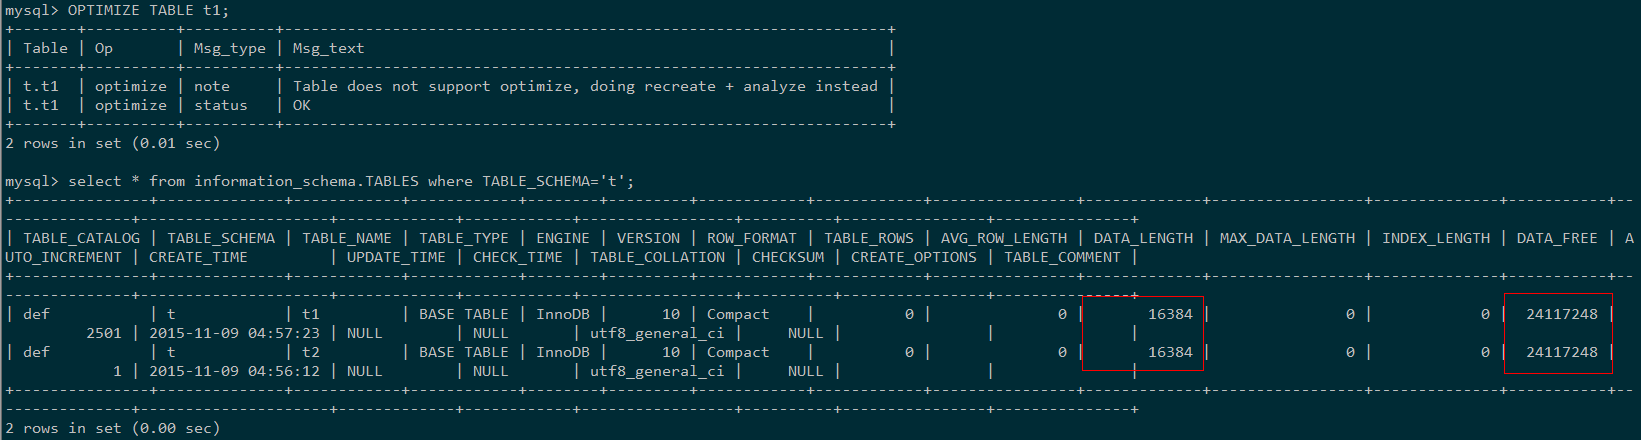 mysql> OPTIMIZE TABLE t1;
+-------+----------+----------+-------------------------------------------------------------------+
| Table | Op       | Msg_type | Msg_text                                                          |
+-------+----------+----------+-------------------------------------------------------------------+
| t.t1  | optimize | note     | Table does not support optimize, doing recreate + analyze instead |
| t.t1  | optimize | status   | OK                                                                |
+-------+----------+----------+-------------------------------------------------------------------+
2 rows in set (0.01 sec)
mysql> select * from information_schema.TABLES where TABLE_SCHEMA='t';
+---------------+--------------+------------+------------+--------+---------+------------+------------+----------------+-------------+-----------------+--------------+-----------+--
--------------+---------------------+-------------+------------+-----------------+----------+----------------+---------------+
| TABLE_CATALOG | TABLE_SCHEMA | TABLE_NAME | TABLE_TYPE | ENGINE | VERSION | ROW_FORMAT | TABLE_ROWS | AVG_ROW_LENGTH | DATA_LENGTH | MAX_DATA_LENGTH | INDEX_LENGTH | DATA_FREE | A
UTO_INCREMENT | CREATE_TIME         | UPDATE_TIME | CHECK_TIME | TABLE_COLLATION | CHECKSUM | CREATE_OPTIONS | TABLE_COMMENT |
+---------------+--------------+------------+------------+--------+---------+------------+------------+----------------+-------------+-----------------+--------------+-----------+--
--------------+---------------------+-------------+------------+-----------------+----------+----------------+---------------+
| def           | t            | t1         | BASE TABLE | InnoDB |      10 | Compact    |          0 |              0 |       16384 |               0 |            0 |  24117248 |
         2501 | 2015-11-09 04:57:23 | NULL        | NULL       | utf8_general_ci |     NULL |                |               |
| def           | t            | t2         | BASE TABLE | InnoDB |      10 | Compact    |          0 |              0 |       16384 |               0 |            0 |  24117248 |
            1 | 2015-11-09 04:56:12 | NULL        | NULL       | utf8_general_ci |     NULL |                |               |
+---------------+--------------+------------+------------+--------+---------+------------+------------+----------------+-------------+-----------------+--------------+-----------+--
--------------+---------------------+-------------+------------+-----------------+----------+----------------+---------------+
2 rows in set (0.00 sec)